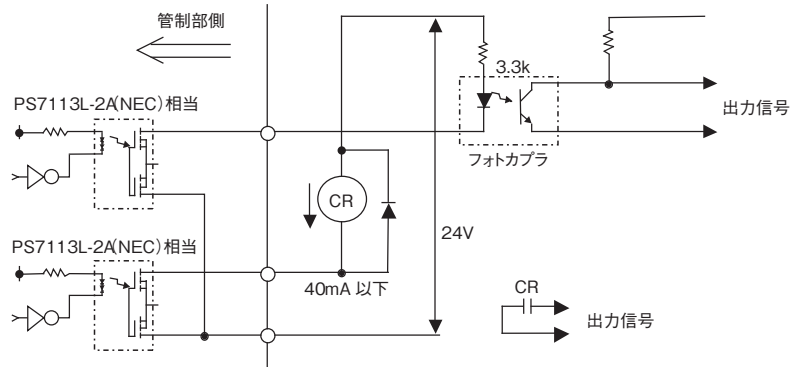 管制部側
PS7113L-2A(NEC)相当
3.3k
出力信号
フォトカプラ
CR
24V
PS7113L-2A(NEC)相当
40mA 以下
CR
出力信号